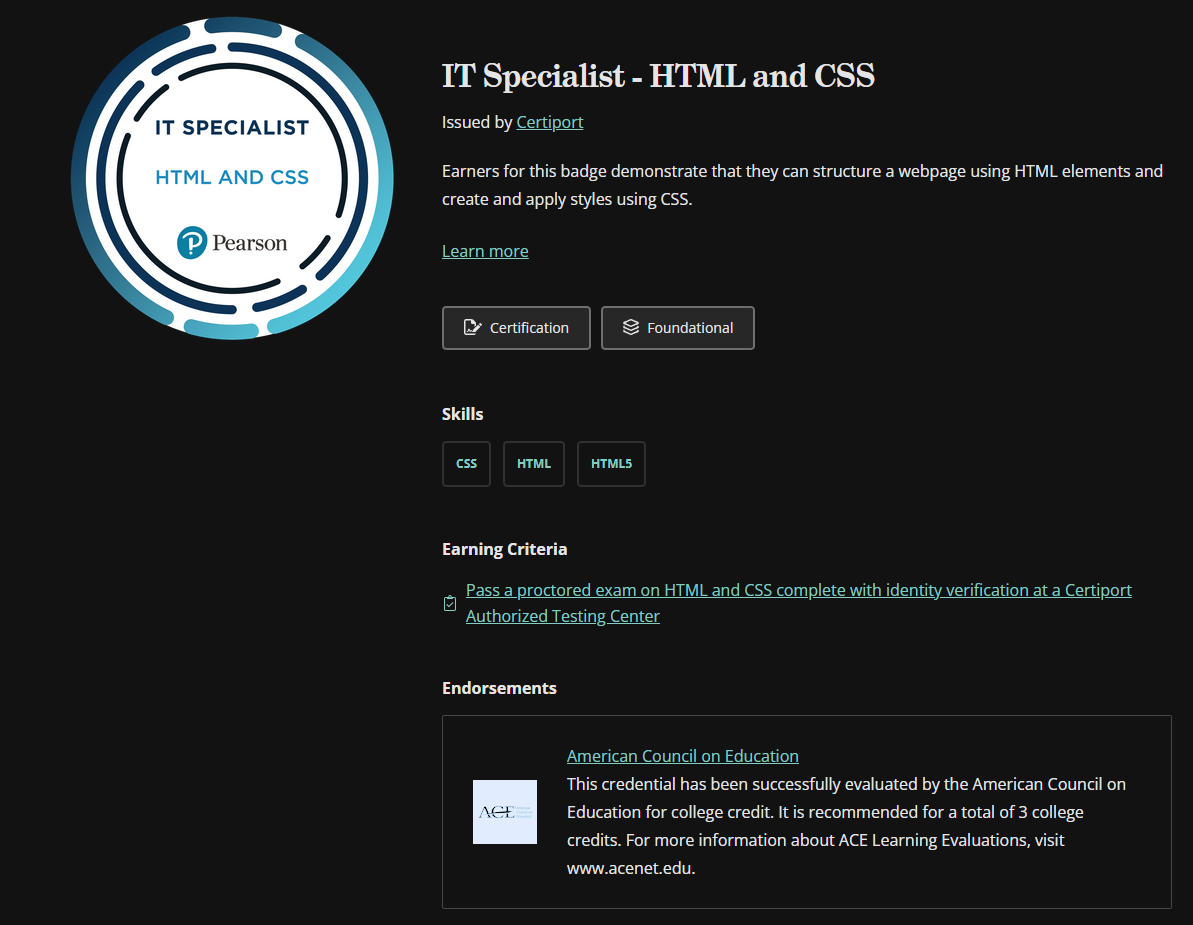 IT SPECIALIST
HTML AND CSS
Pearson
IT Specialist - HTML and CSS
Issued by Certiport
Earners for this badge demonstrate that they can structure a webpage using HTML elements and
create and apply styles using CSS.
Learn more
Certification
Foundational
Skills
CSS
HTML
HTML5
Earning Criteria
Pass a proctored exam on HTML and CSS complete with identity verification at a Certiport
Authorized Testing Center
Endorsements
ACE
American Council on Education
This credential has been successfully evaluated by the American Council on
Education for college credit. It is recommended for a total of 3 college
credits. For more information about ACE Learning Evaluations, visit
www.acenet.edu.